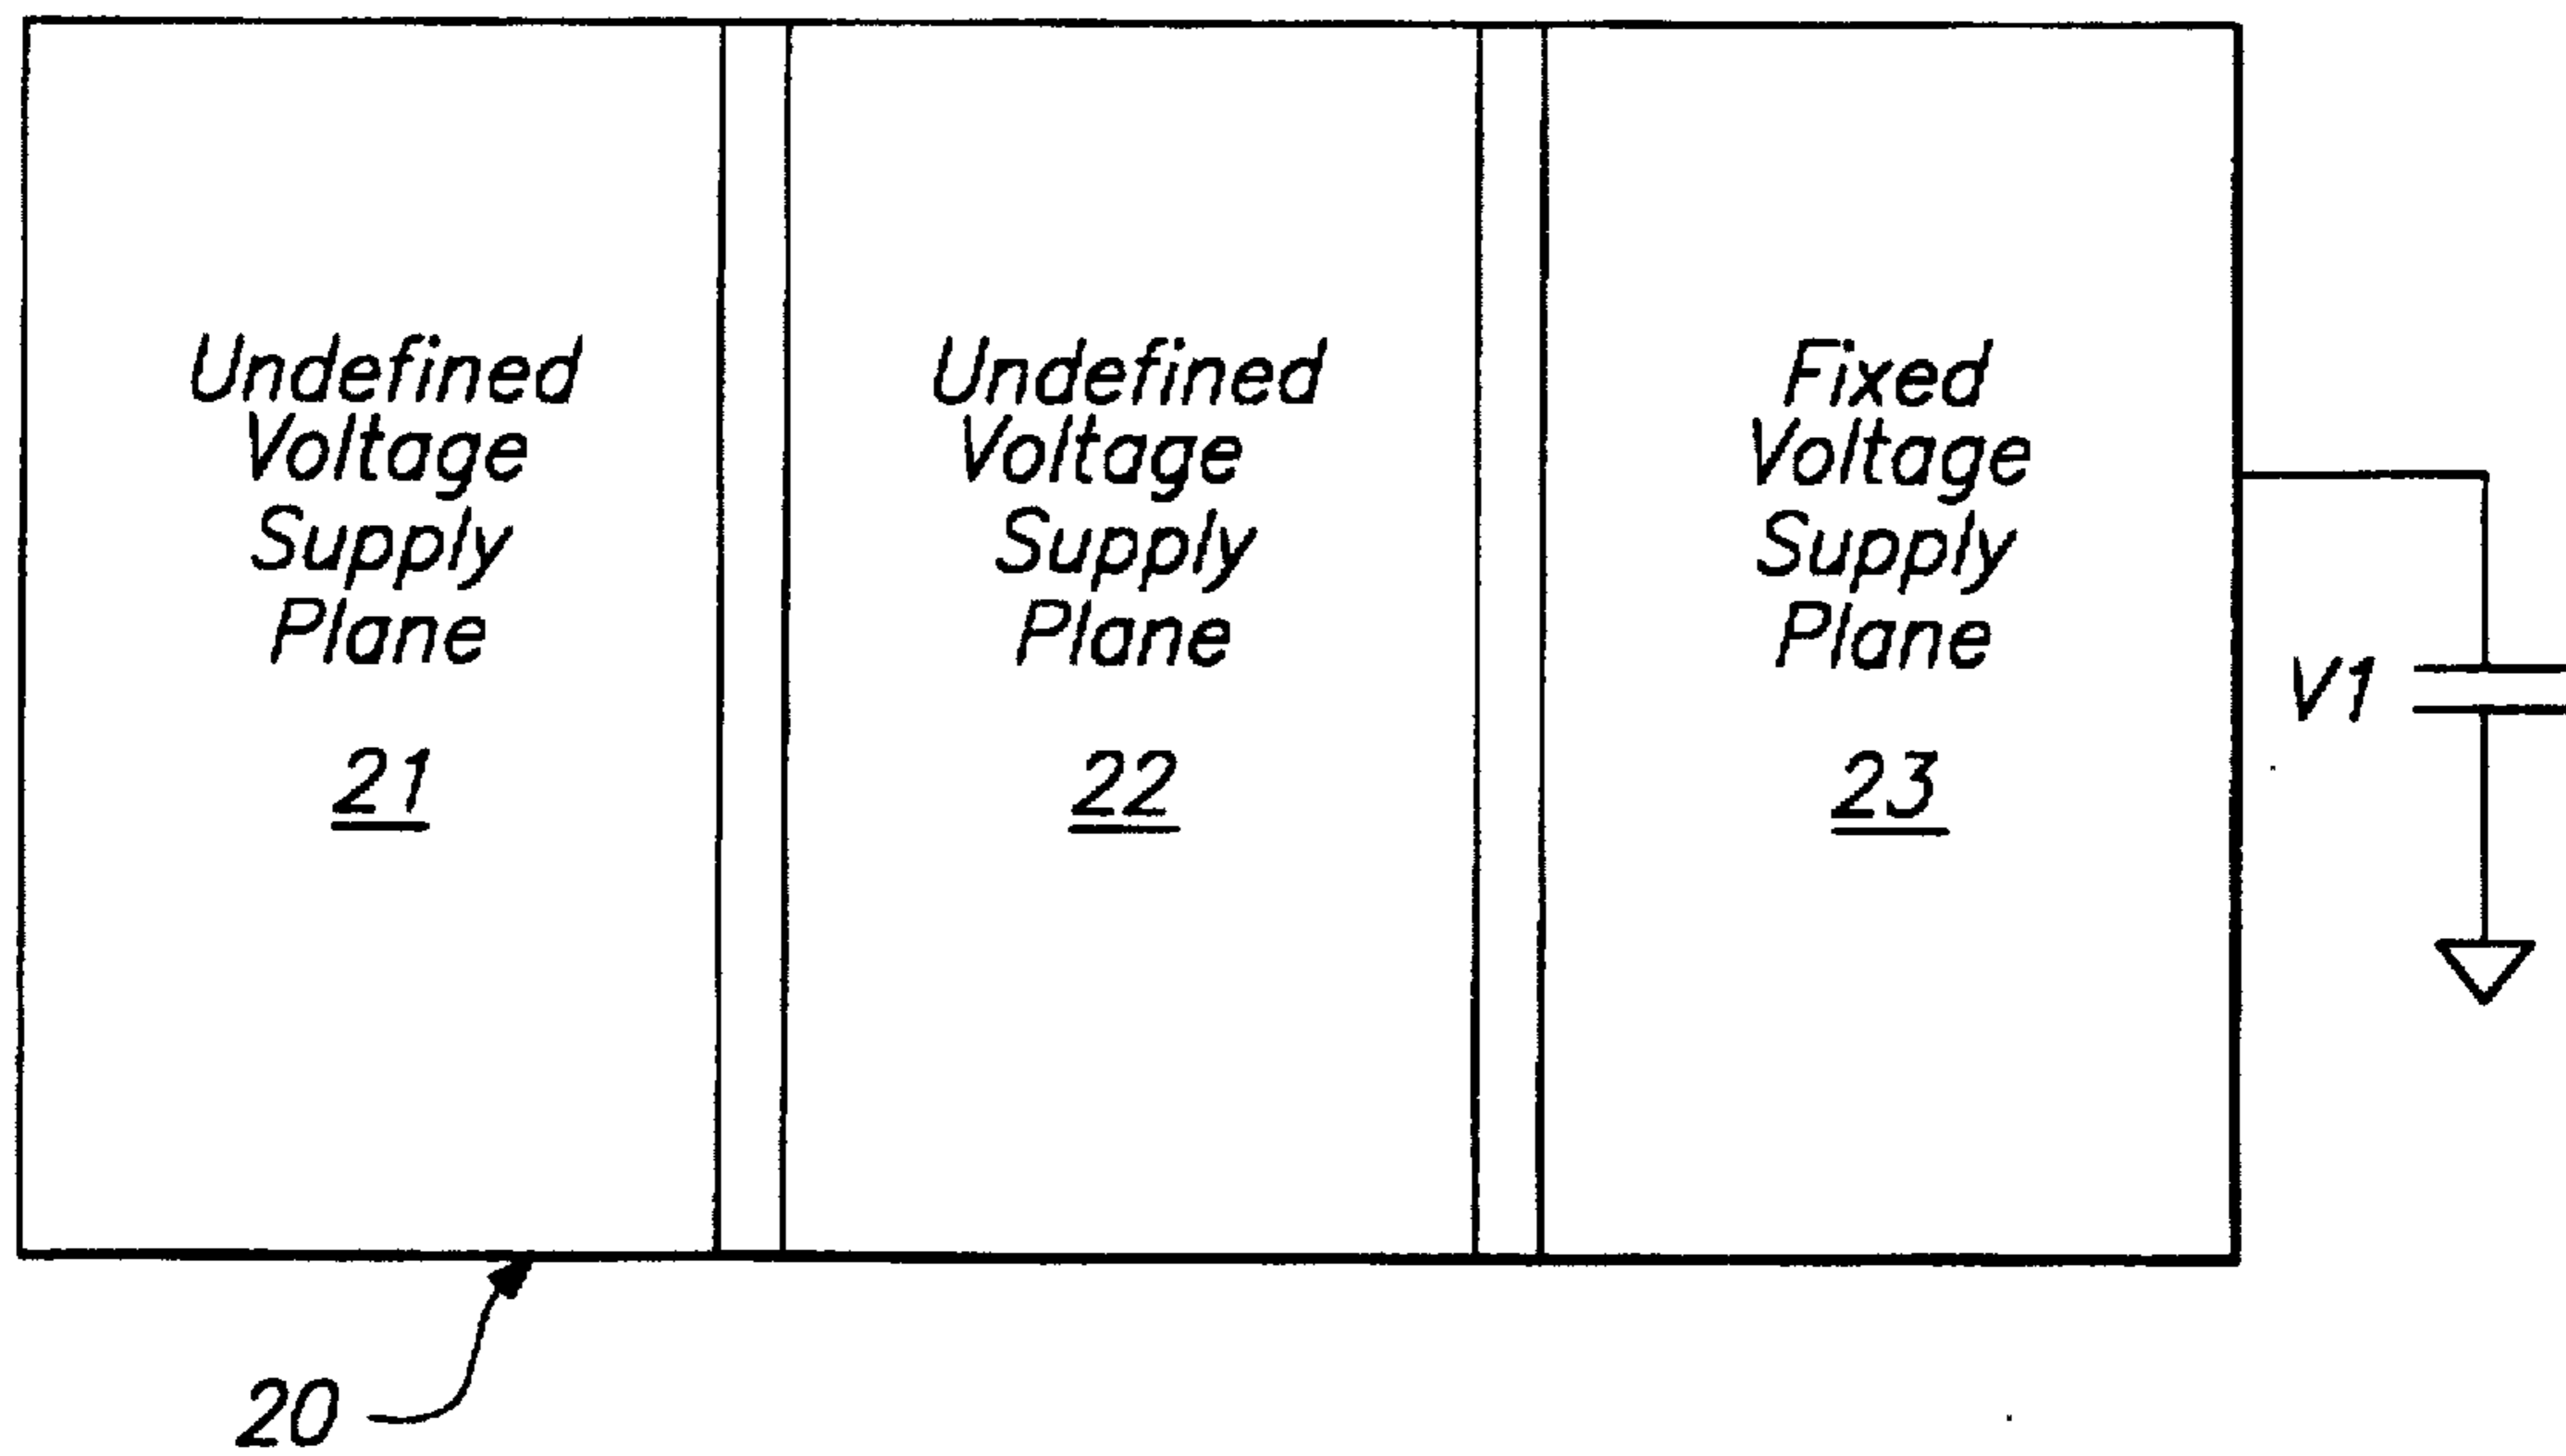 Undefined
Voltage
Supply
Plane
21
Undefined
Voltage
Supply
Plane
22
Fixed
Voltage
Supply
Plane
23
V1
20